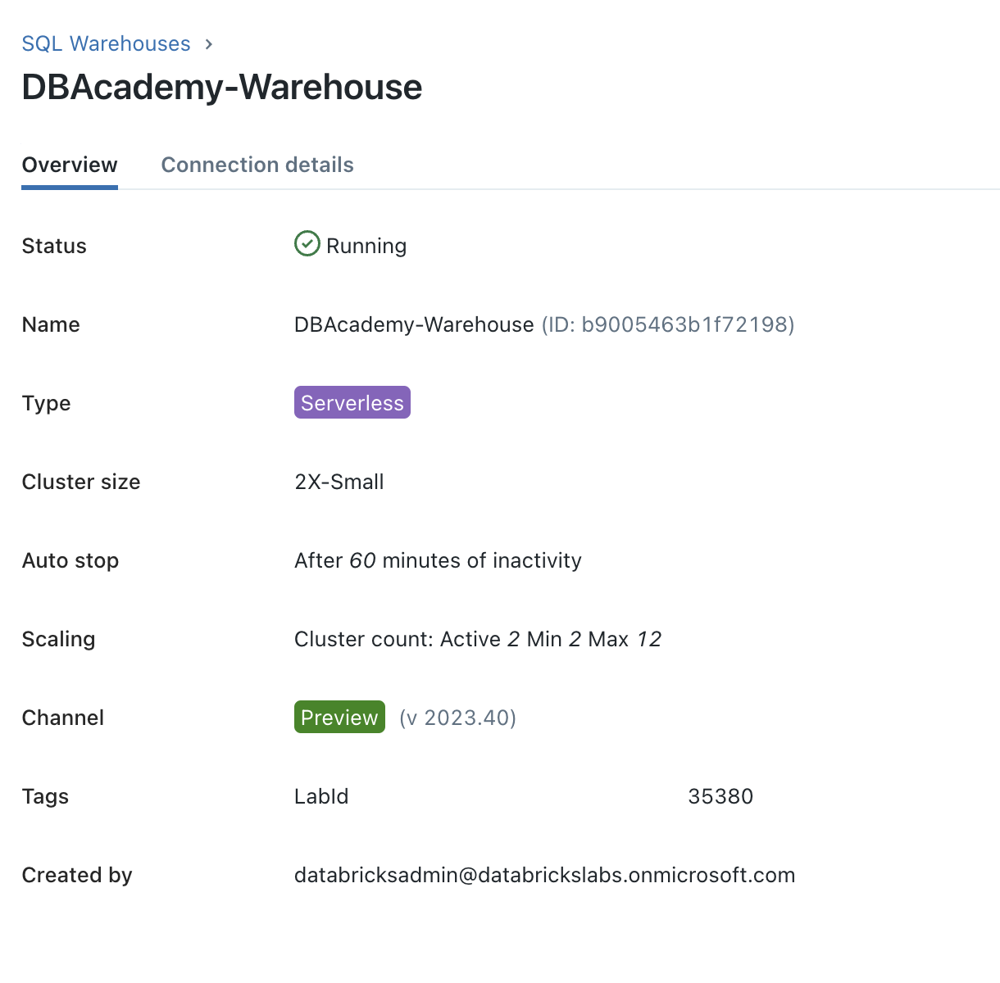 SQL Warehouses >
DBAcademy-Warehouse
Overview Connection details
Status Running
Name DBAcademy-Warehouse (ID: b9005463b1f72198)
Type Serverless
Cluster size 2X-Small
Auto stop After 60 minutes of inactivity
Scaling Cluster count: Active 2 Min 2 Max 12
Channel Preview (v 2023.40)
Tags LabId 35380
Created by databricksadmin@databrickslabs.onmicrosoft.com